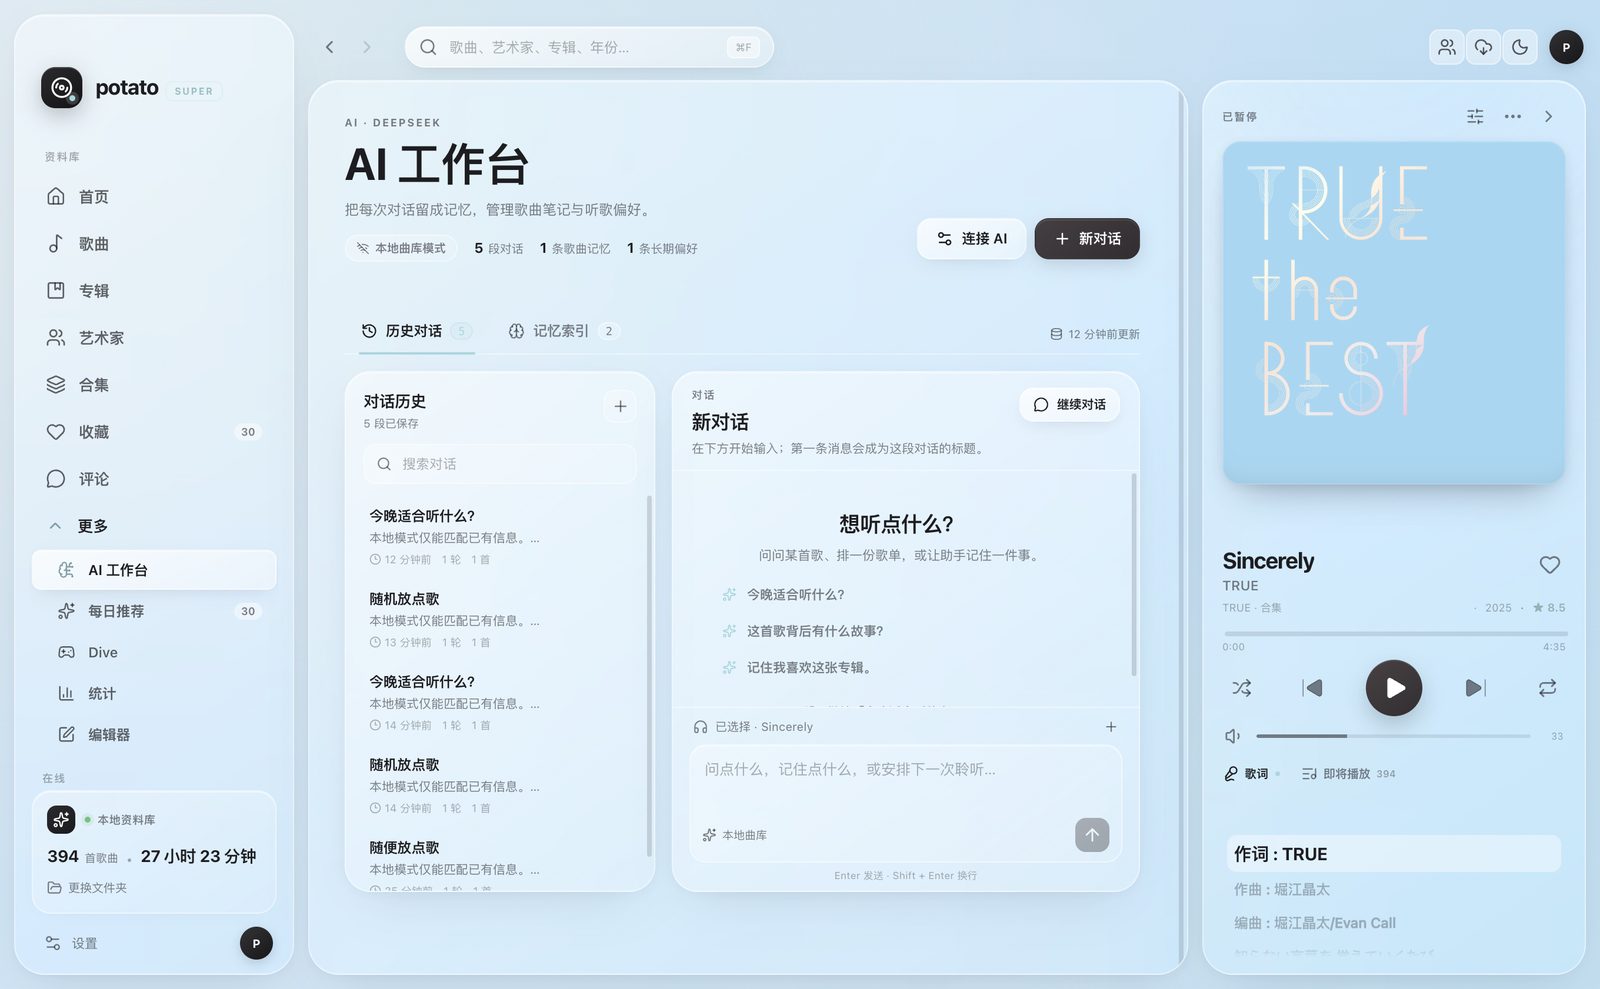 potato SUPER
资料库
首页
歌曲
专辑
艺术家
合集
收藏 30
评论
更多
AI 工作台
每日推荐 30
Dive
统计
编辑器
在线
本地资料库
394 首歌曲 · 27 小时 23 分钟
更换文件夹
设置 P
歌曲、艺术家、专辑、年份... ⌘F
P
AI · DEEPSEEK
AI 工作台
把每次对话留成记忆，管理歌曲笔记与听歌偏好。
本地曲库模式 5 段对话 1 条歌曲记忆 1 条长期偏好
连接 AI
新对话
历史对话 5 记忆索引 2
12 分钟前更新
对话历史
5 段已保存
搜索对话
今晚适合听什么?
本地模式仅能匹配已有信息。...
12 分钟前 1 轮 1 首
随机放点歌
本地模式仅能匹配已有信息。...
13 分钟前 1 轮 1 首
今晚适合听什么?
本地模式仅能匹配已有信息。...
14 分钟前 1 轮 1 首
随机放点歌
本地模式仅能匹配已有信息。...
14 分钟前 1 轮 1 首
随便放点歌
本地模式仅能匹配已有信息。...
对话
新对话
在下方开始输入；第一条消息会成为这段对话的标题。
继续对话
想听点什么?
问问某首歌、排一份歌单，或让助手记住一件事。
今晚适合听什么?
这首歌背后有什么故事?
记住我喜欢这张专辑。
已选择 · Sincerely
问点什么，记住点什么，或安排下一次聆听...
本地曲库
Enter 发送 · Shift + Enter 换行
已暂停
TRUE
the
BEST
Sincerely
TRUE
TRUE · 合集 · 2025 · ★ 8.5
0:00 4:35
33
歌词 即将播放 394
作词 : TRUE
作曲 : 堀江晶太
编曲 : 堀江晶太/Evan Call